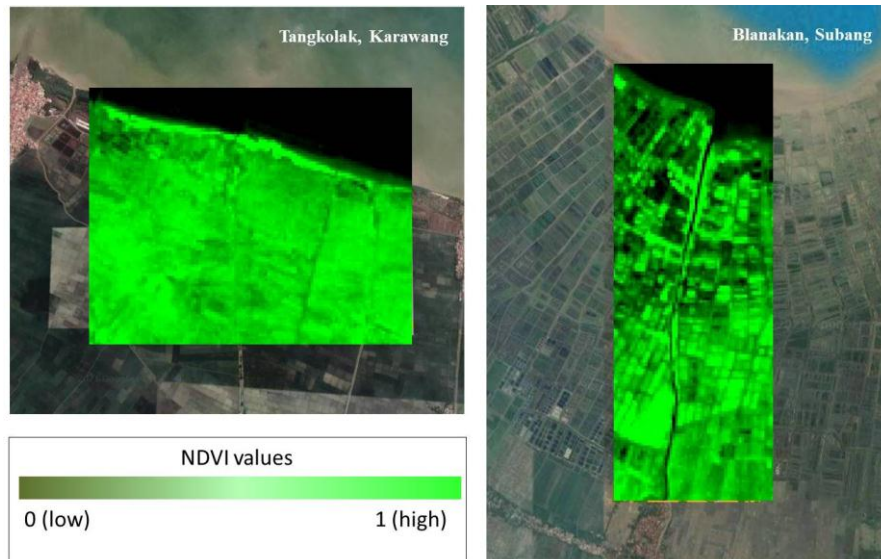 Tangkolak, Karawang
Blanakan, Subang
NDVI values
0 (low)
1 (high)